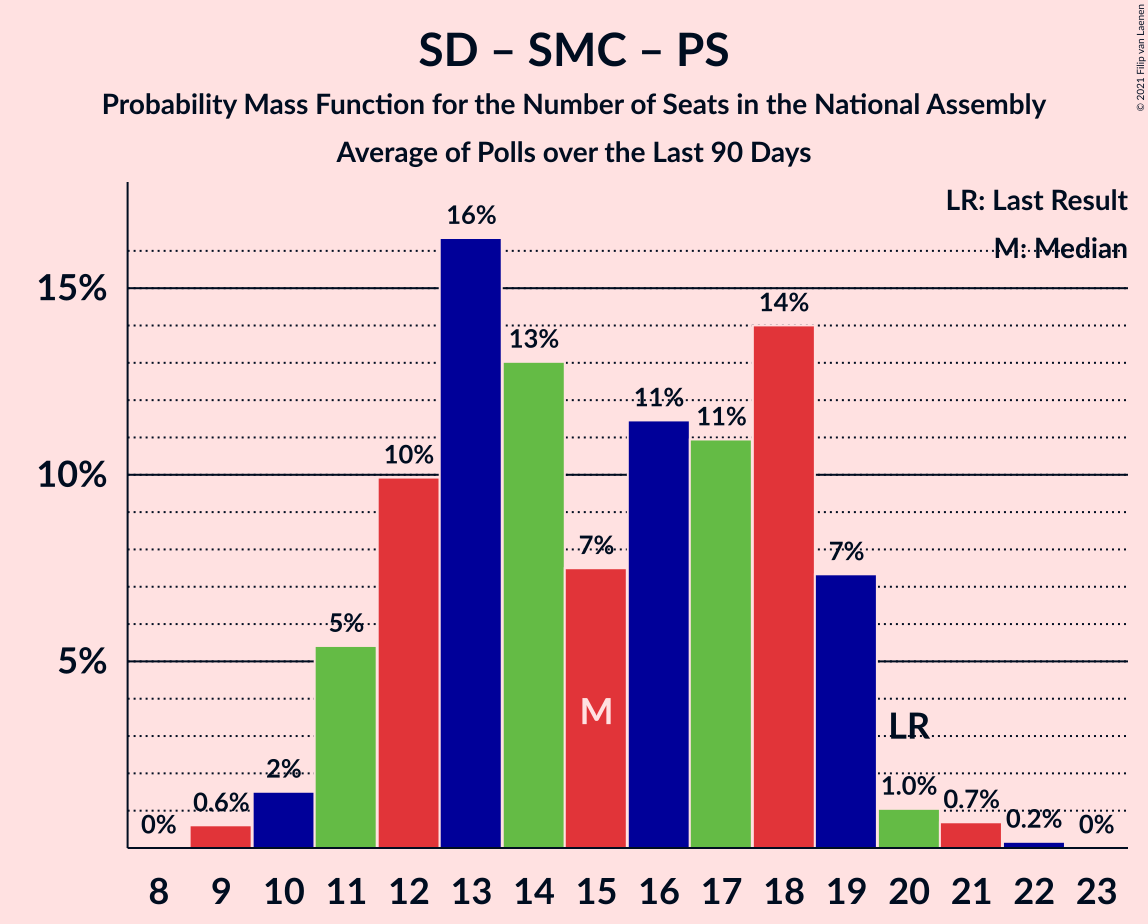 SD – SMC – PS
Probability Mass Function for the Number of Seats in the National Assembly
Average of Polls over the Last 90 Days
© 2021 Filip van Laenen
LR: Last Result
M: Median
15%
10%
5%
0%
0.6%
2%
5%
10%
16%
13%
7%
11%
11%
14%
7%
1.0%
0.7%
0.2%
0%
M
LR
8 9 10 11 12 13 14 15 16 17 18 19 20 21 22 23